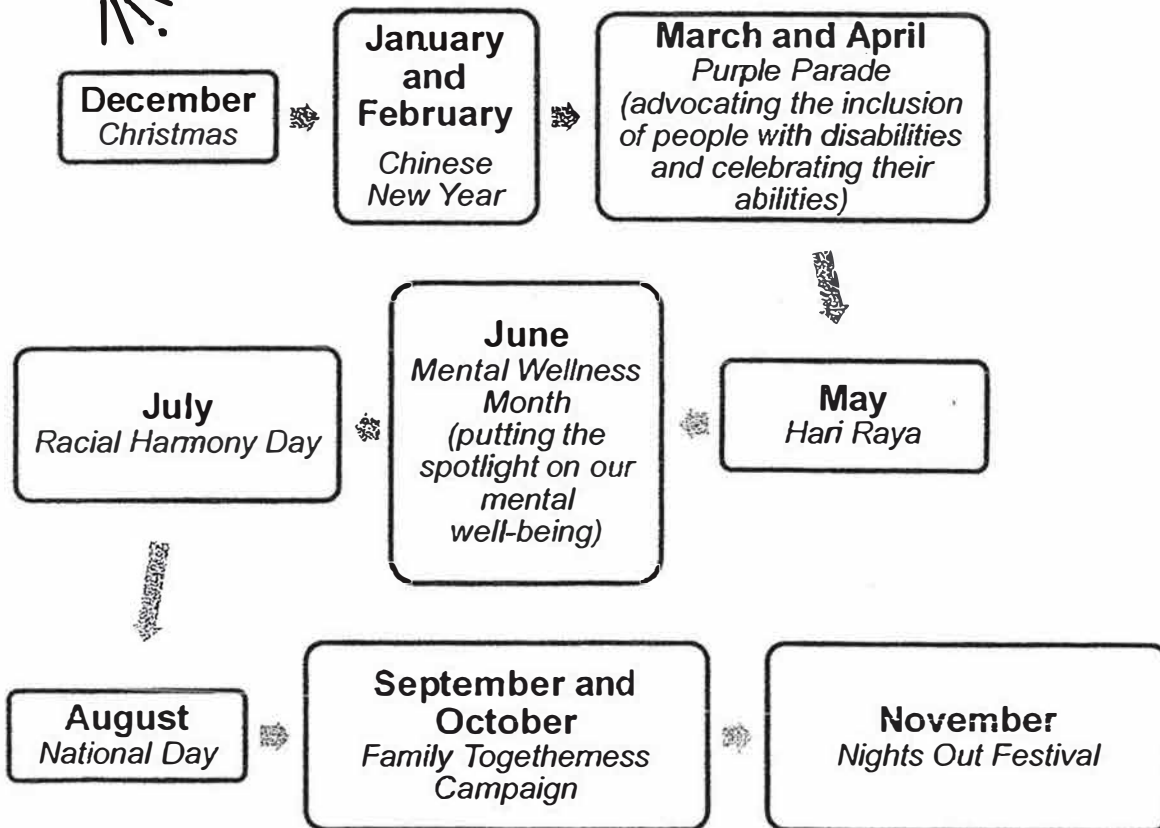 December
Christmas
January
and
February
Chinese
New Year
March and April
Purple Parade
(advocating the inclusion
of people with disabilities
and celebrating their
abilities)
May
Hari Raya
June
Mental Wellness
Month
(putting the
spotlight on our
mental
well-being)
July
Racial Harmony Day
August
National Day
September and
October
Family Togetherness
Campaign
November
Nights Out Festival